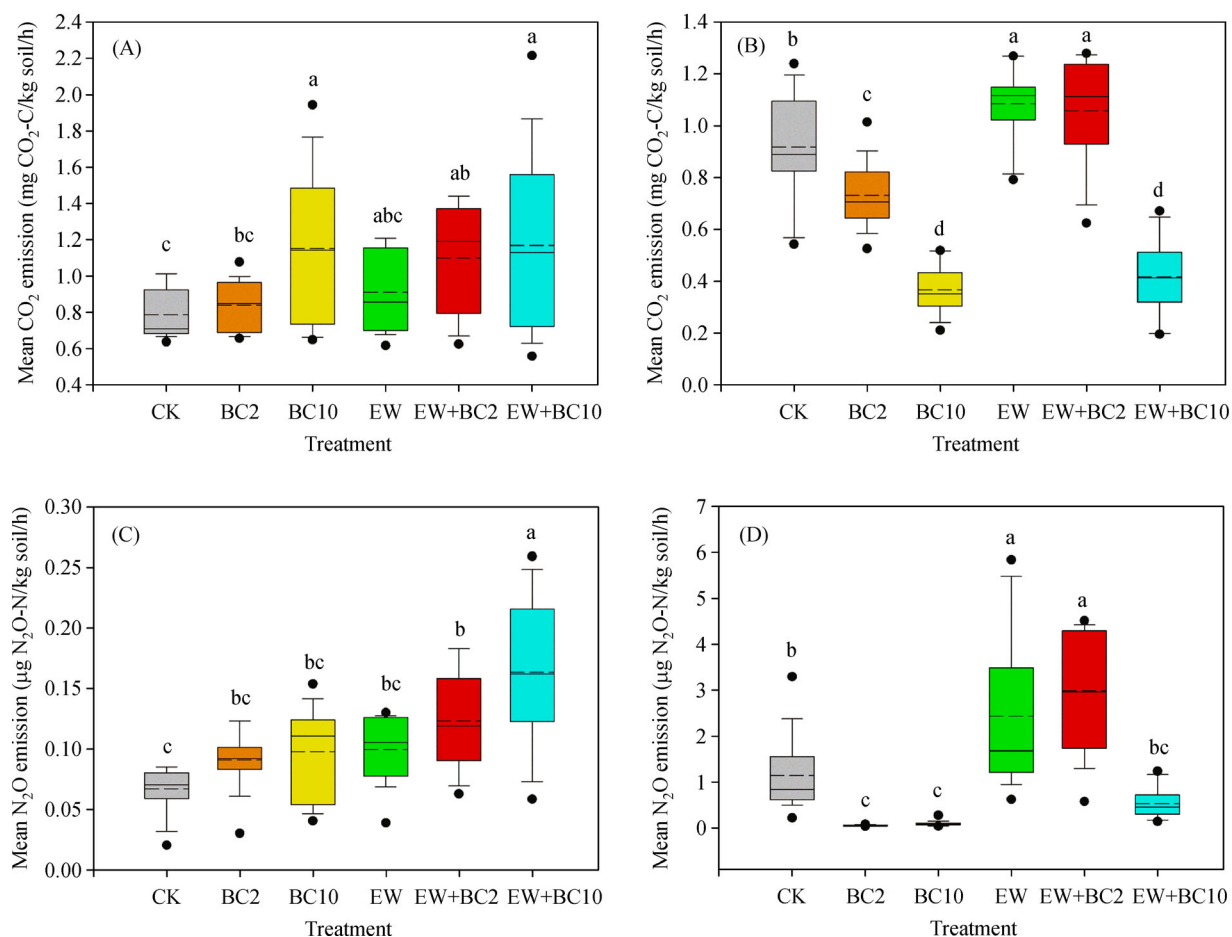 (A)
Mean CO₂ emission (mg CO₂-C/kg soil/h)
2.4
2.2
2.0
1.8
1.6
1.4
1.2
1.0
0.8
0.6
0.4
c
bc
a
abc
ab
a
CK BC2 BC10 EW EW+BC2 EW+BC10
Treatment
(B)
Mean CO₂ emission (mg CO₂-C/kg soil/h)
1.4
1.2
1.0
0.8
0.6
0.4
0.2
0.0
b
c
d
a
a
d
CK BC2 BC10 EW EW+BC2 EW+BC10
Treatment
(C)
Mean N₂O emission (µg N₂O-N/kg soil/h)
0.30
0.25
0.20
0.15
0.10
0.05
0.00
c
bc
bc
bc
b
a
CK BC2 BC10 EW EW+BC2 EW+BC10
Treatment
(D)
Mean N₂O emission (µg N₂O-N/kg soil/h)
7
6
5
4
3
2
1
0
b
c
c
a
a
bc
CK BC2 BC10 EW EW+BC2 EW+BC10
Treatment